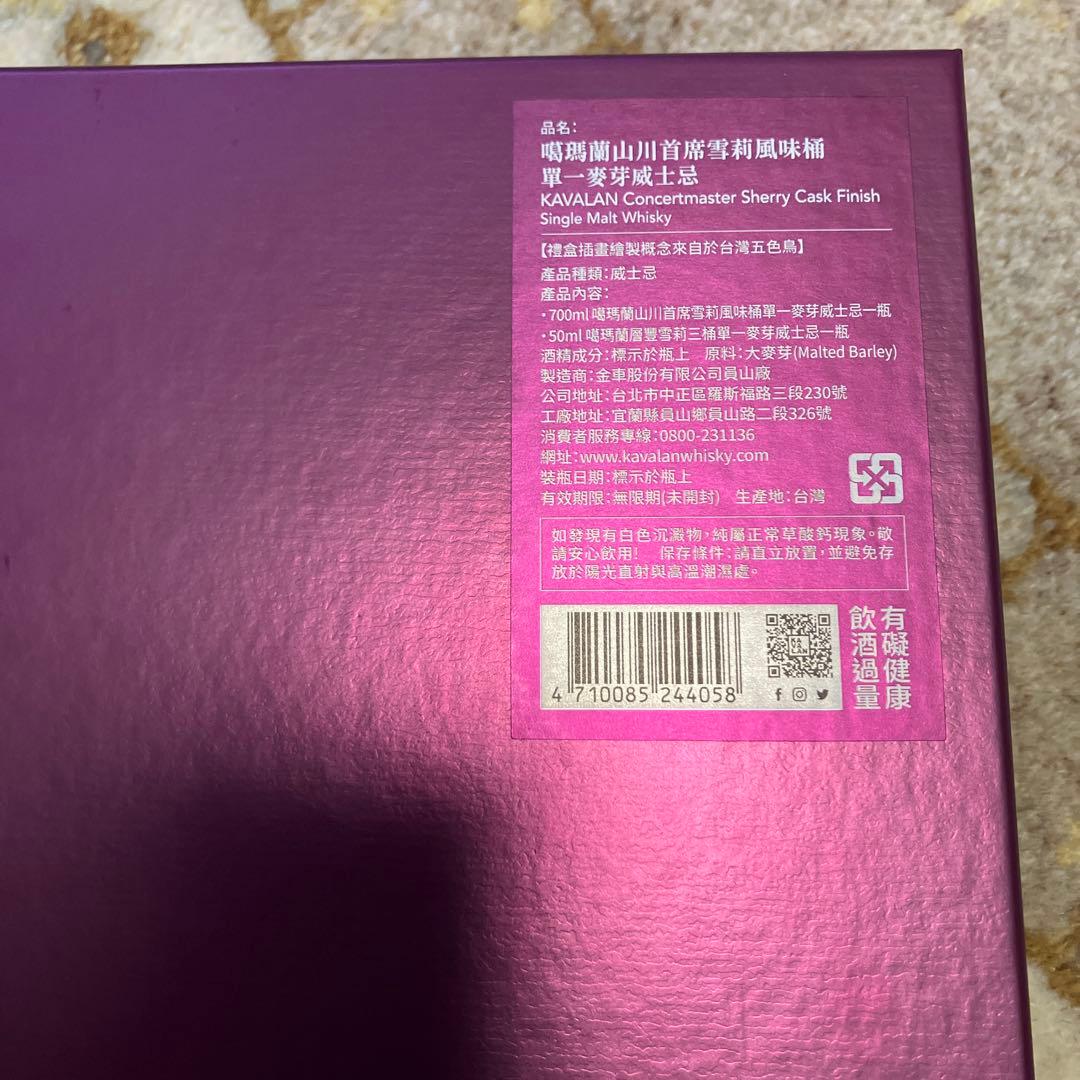 品名：
噶瑪蘭山川首席雪莉風味桶
單一麥芽威士忌
KAVALAN Concertmaster Sherry Cask Finish
Single Malt Whisky
【禮盒插畫繪製概念來自於台灣五色鳥】
產品種類：威士忌
產品內容：
・700ml 噶瑪蘭山川首席雪莉風味桶單一麥芽威士忌一瓶
・50ml 噶瑪蘭層豐雪莉三桶單一麥芽威士忌一瓶
酒精成分：標示於瓶上 原料：大麥芽(Malted Barley)
製造商：金車股份有限公司員山廠
公司地址：台北市中正區羅斯福路三段230號
工廠地址：宜蘭縣員山鄉員山路二段326號
消費者服務專線：0800-231136
網址：www.kavalanwhisky.com
裝瓶日期：標示於瓶上
有效期限：無限期(未開封) 生產地：台灣
如發現有白色沉澱物，純屬正常草酸鈣現象。敬
請安心飲用! 保存條件：請直立放置，並避免存
放於陽光直射與高溫潮濕處。
4 710085 244058
飲酒過量
有礙健康